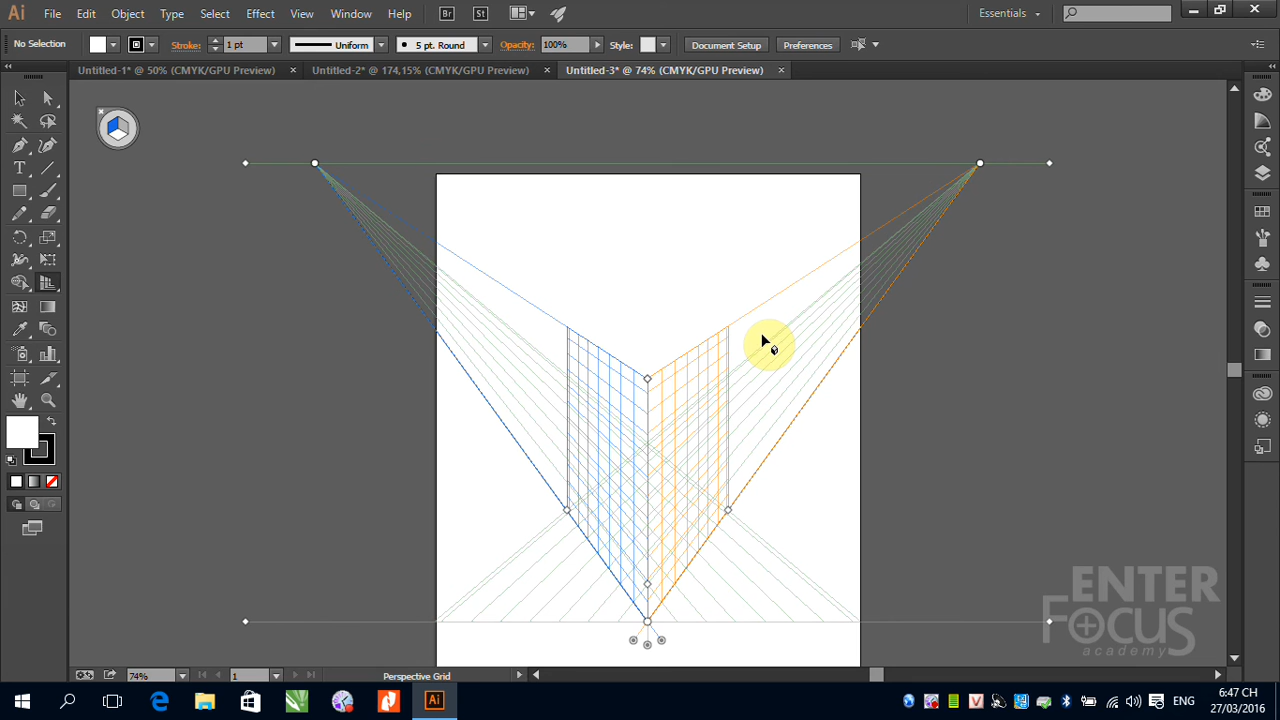 Ai File Edit Object Type Select Effect View Window Help Br St Essentials
No Selection Stroke: 1 pt Uniform 5 pt. Round Opacity: 100% Style: Document Setup Preferences
Untitled-1* @ 50% (CMYK/GPU Preview) × Untitled-2* @ 174,15% (CMYK/GPU Preview) × Untitled-3* @ 74% (CMYK/GPU Preview) ×
ENTER
FOCUS
academy
74% 1 Perspective Grid
Ai ENG 6:47 CH
27/03/2016